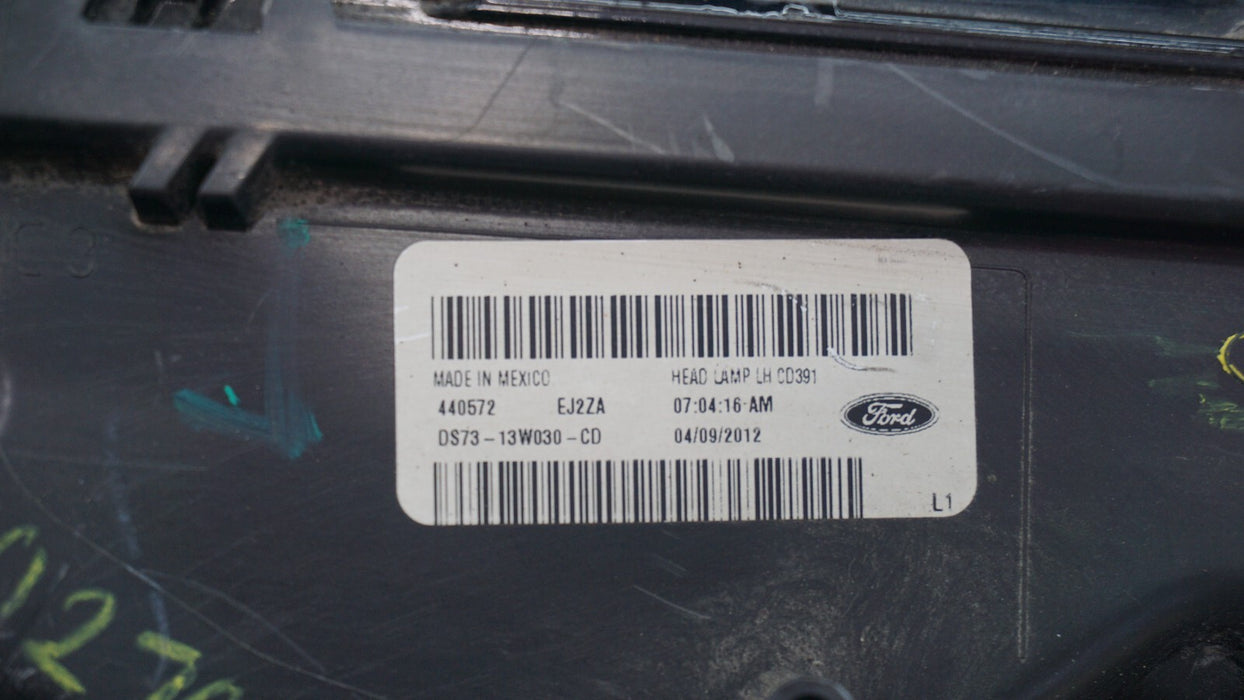 MADE IN MEXICO HEAD LAMP LH CD391
440572 EJ2ZA 07:04:16-AM
DS73-13W030-CD 04/09/2012
Ford
L1
027